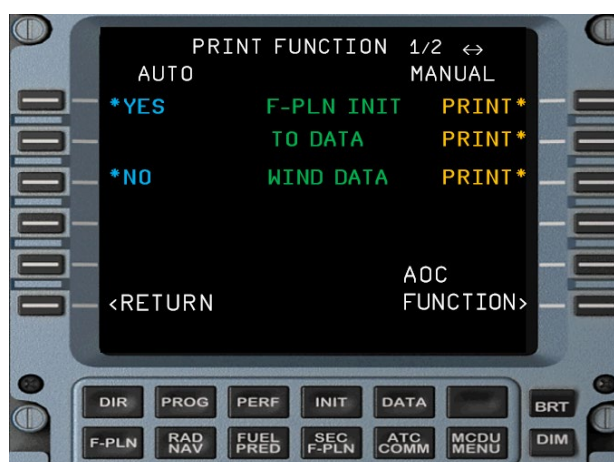 PRINT FUNCTION 1/2 ↔
AUTO MANUAL
*YES F-PLN INIT PRINT*
TO DATA PRINT*
*NO WIND DATA PRINT*
AOC
<RETURN FUNCTION>
DIR PROG PERF INIT DATA BRT
F-PLN RAD NAV FUEL PRED SEC F-PLN ATC COMM MCDU MENU DIM